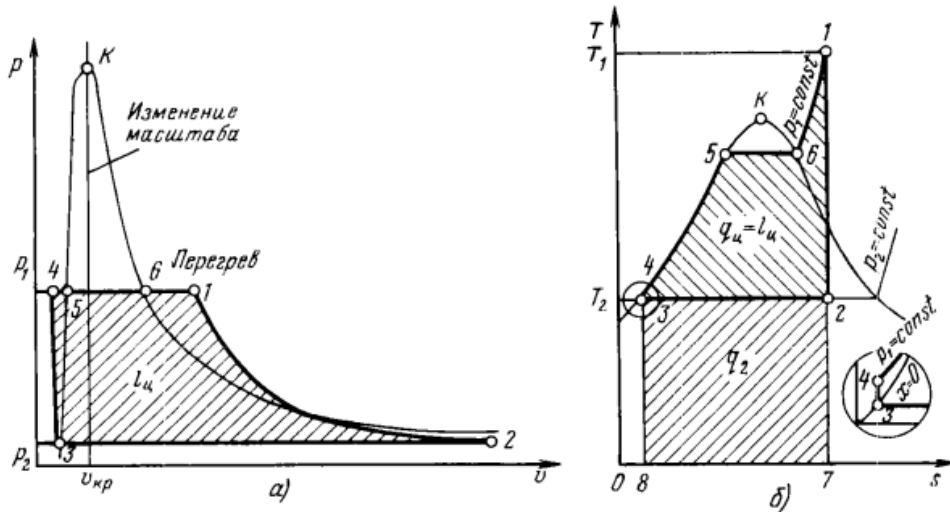 p
K
Изменение
масштаба
p₁
4
5
6
Перегрев
1
lц
p₂
3
2
υкр
а)
υ
T
T₁
1
K
p₁=const
5
6
qц=lц
p₂=const
4
T₂
3
2
q₂
p₁=const
4
x=0
3
0
8
7
s
б)